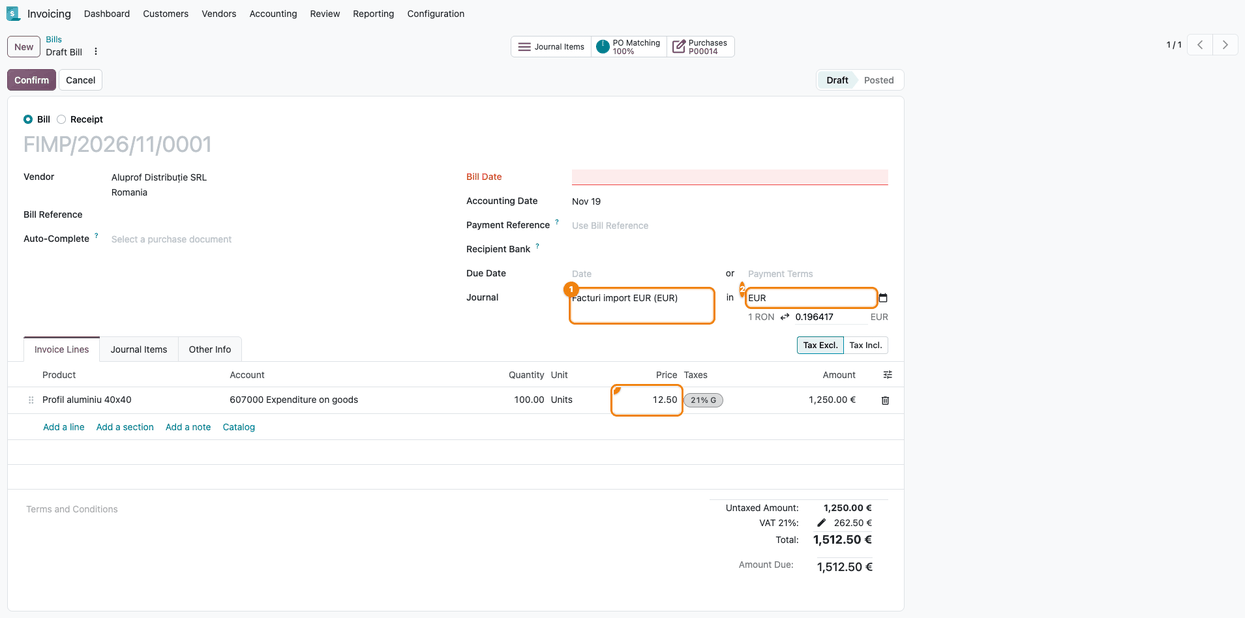 Invoicing Dashboard Customers Vendors Accounting Review Reporting Configuration
New
Bills
Draft Bill
Journal Items
PO Matching
100%
Purchases
P00014
1 / 1
Confirm Cancel
Draft Posted
Bill Receipt
FIMP/2026/11/0001
Vendor Aluprof Distribuție SRL
Romania
Bill Reference
Auto-Complete ? Select a purchase document
Bill Date
Accounting Date Nov 19
Payment Reference ? Use Bill Reference
Recipient Bank ?
Due Date Date or Payment Terms
1 2
Journal Facturi import EUR (EUR) in EUR
1 RON 0.196417 EUR
Invoice Lines Journal Items Other Info
Tax Excl. Tax Incl.
Product Account Quantity Unit Price Taxes Amount
Profil aluminiu 40x40 607000 Expenditure on goods 100.00 Units 12.50 21% G 1,250.00 €
Add a line Add a section Add a note Catalog
Terms and Conditions
Untaxed Amount: 1,250.00 €
VAT 21%: 262.50 €
Total: 1,512.50 €
Amount Due: 1,512.50 €